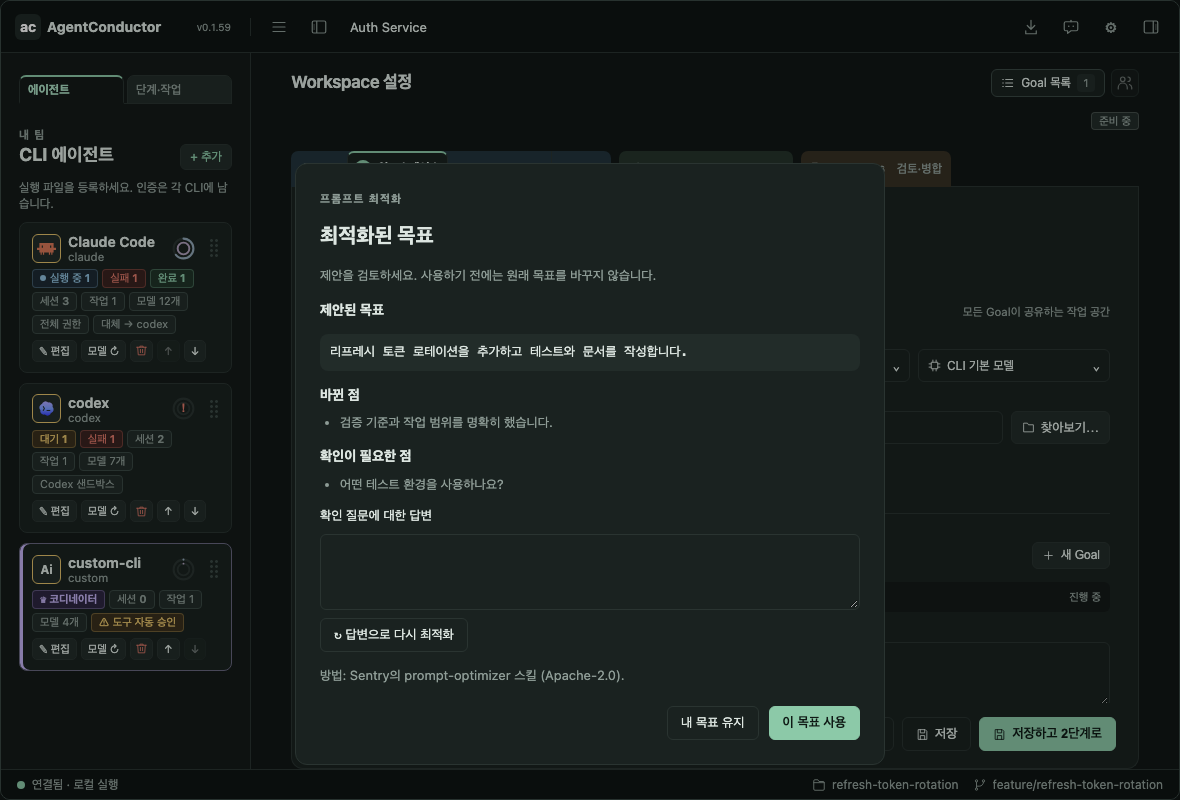 ac AgentConductor v0.1.59 Auth Service
에이전트 단계·작업
내 팀
CLI 에이전트 + 추가
실행 파일을 등록하세요. 인증은 각 CLI에 남
습니다.
Claude Code
claude
실행 중 1 실패 1 완료 1
세션 3 작업 1 모델 12개
전체 권한 대체 → codex
✎ 편집 모델 ↻ ↑ ↓
codex
codex
대기 1 실패 1 세션 2
작업 1 모델 7개
Codex 샌드박스
✎ 편집 모델 ↻ ↑ ↓
Ai custom-cli
custom
♛ 코디네이터 세션 0 작업 1
모델 4개 ⚠ 도구 자동 승인
✎ 편집 모델 ↻ ↑ ↓
Workspace 설정
Goal 목록 1
준비 중
검토·병합
모든 Goal이 공유하는 작업 공간
CLI 기본 모델
찾아보기...
+ 새 Goal
진행 중
저장 저장하고 2단계로
프롬프트 최적화
최적화된 목표
제안을 검토하세요. 사용하기 전에는 원래 목표를 바꾸지 않습니다.
제안된 목표
리프레시 토큰 로테이션을 추가하고 테스트와 문서를 작성합니다.
바뀐 점
• 검증 기준과 작업 범위를 명확히 했습니다.
확인이 필요한 점
• 어떤 테스트 환경을 사용하나요?
확인 질문에 대한 답변
↻ 답변으로 다시 최적화
방법: Sentry의 prompt-optimizer 스킬 (Apache-2.0).
내 목표 유지 이 목표 사용
연결됨 · 로컬 실행
refresh-token-rotation feature/refresh-token-rotation